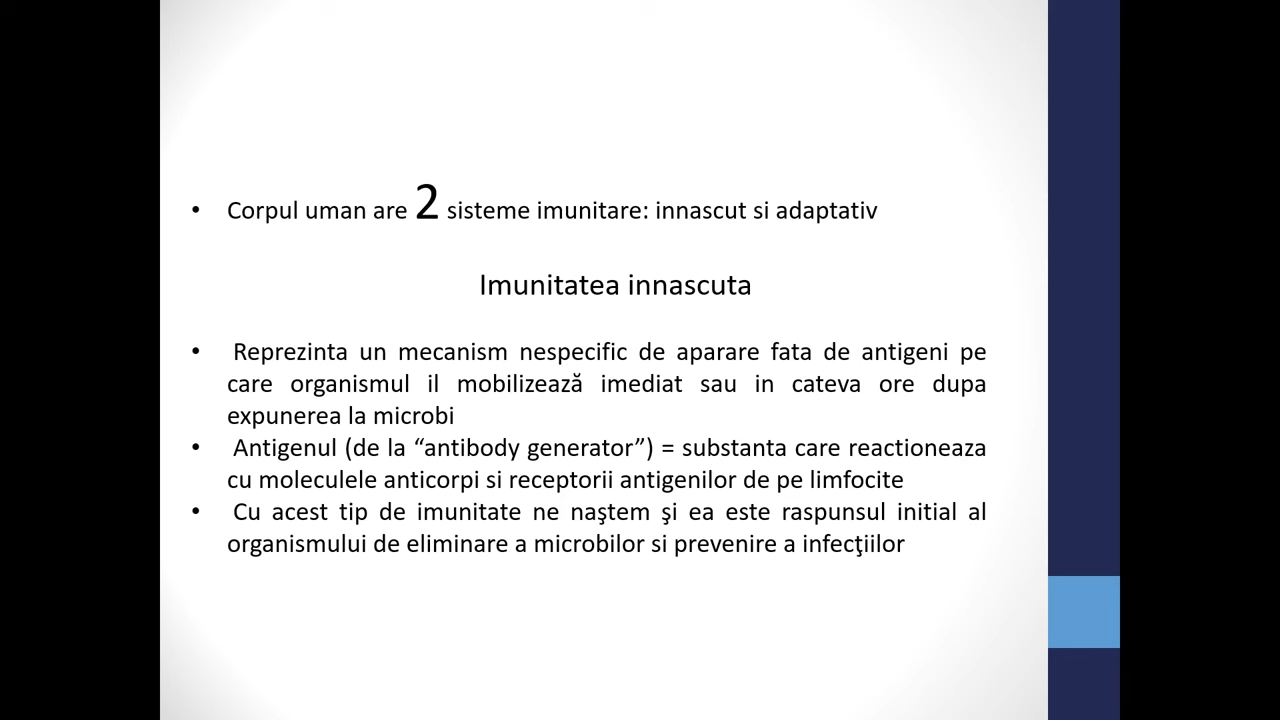 • Corpul uman are 2 sisteme imunitare: innascut si adaptativ
Imunitatea innascuta
• Reprezinta un mecanism nespecific de aparare fata de antigeni pe
care organismul il mobilizează imediat sau in cateva ore dupa
expunerea la microbi
• Antigenul (de la “antibody generator”) = substanta care reactioneaza
cu moleculele anticorpi si receptorii antigenilor de pe limfocite
• Cu acest tip de imunitate ne naştem şi ea este raspunsul initial al
organismului de eliminare a microbilor si prevenire a infecţiilor